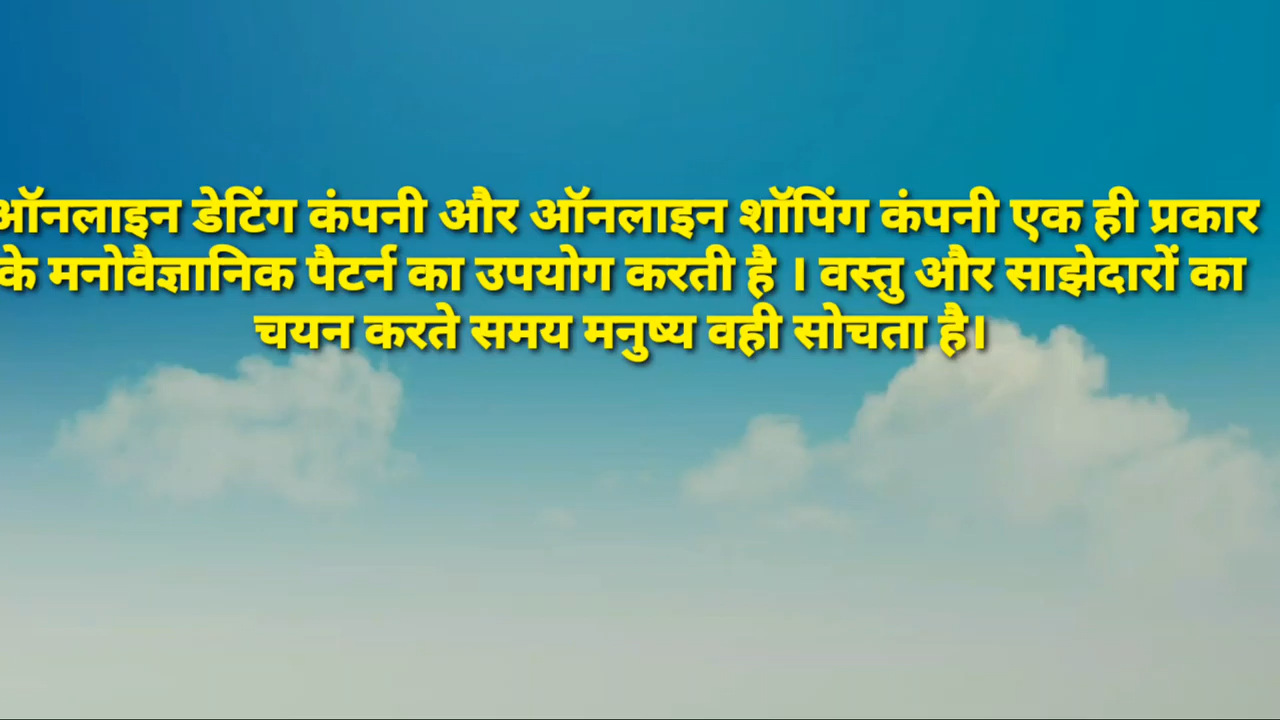 ऑनलाइन डेटिंग कंपनी और ऑनलाइन शॉपिंग कंपनी एक ही प्रकार
के मनोवैज्ञानिक पैटर्न का उपयोग करती है । वस्तु और साझेदारों का
चयन करते समय मनुष्य वही सोचता है।